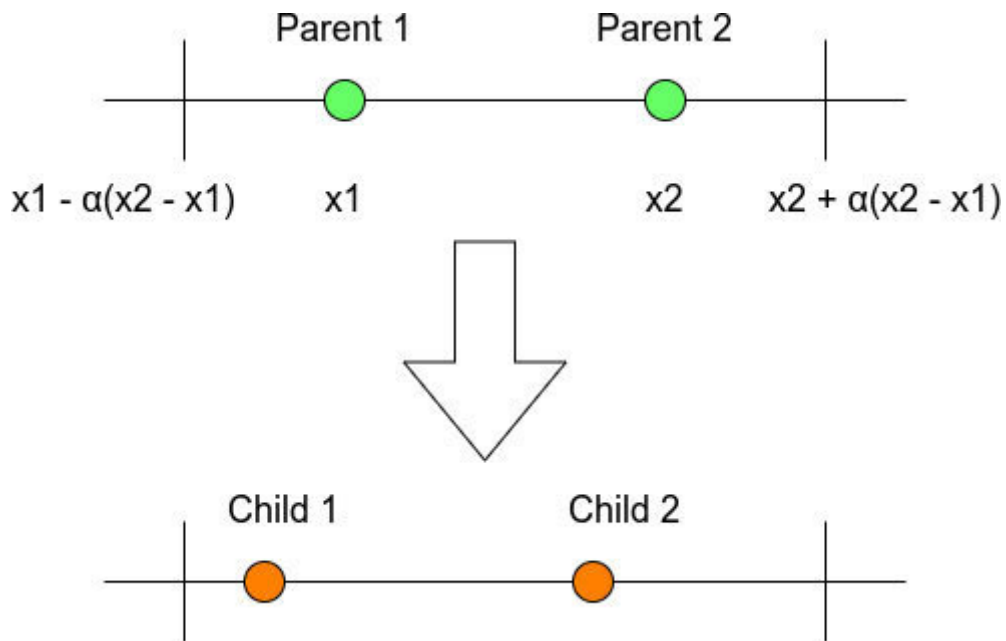 Parent 1 Parent 2
x1 - α(x2 - x1) x1 x2 x2 + α(x2 - x1)
Child 1 Child 2